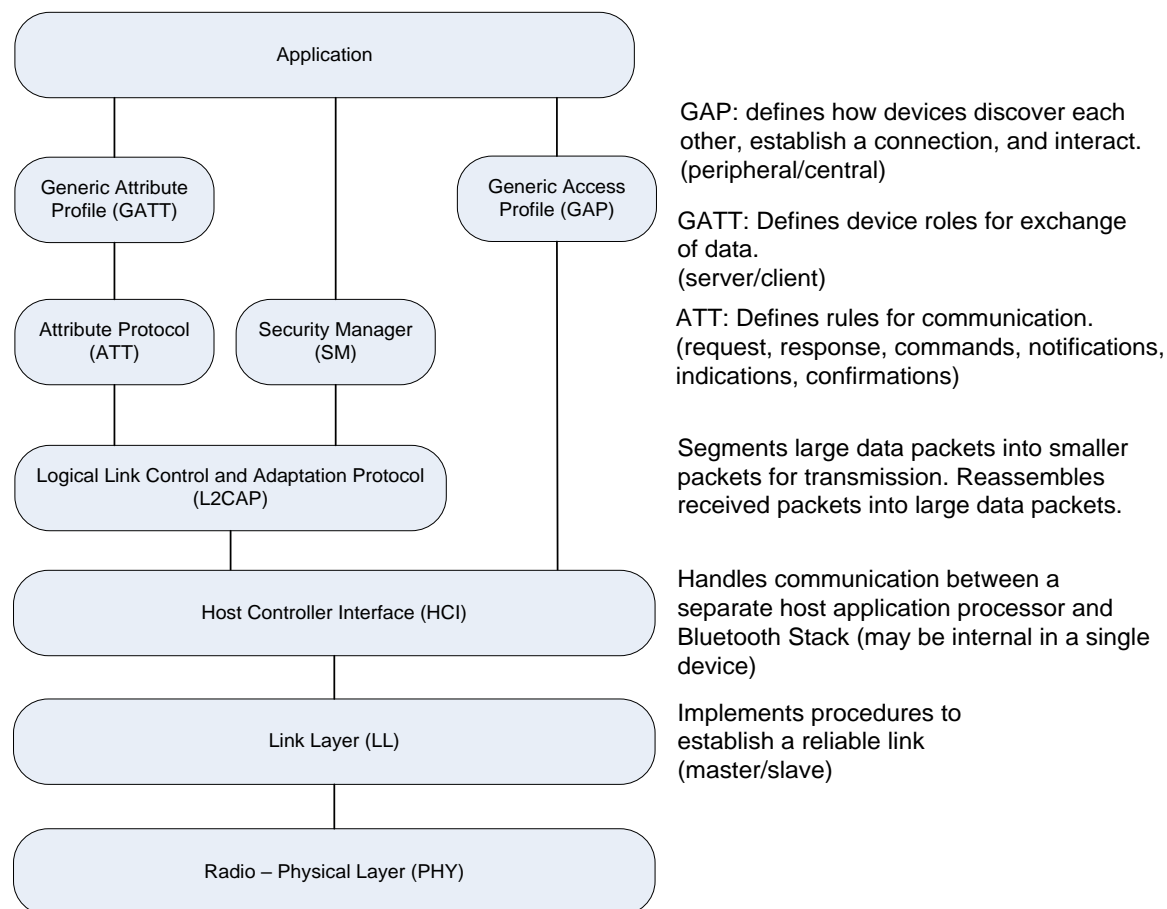 Application
GAP: defines how devices discover each
other, establish a connection, and interact.
(peripheral/central)
Generic Attribute
Profile (GATT)
Generic Access
Profile (GAP)
GATT: Defines device roles for exchange
of data.
(server/client)
Attribute Protocol
(ATT)
Security Manager
(SM)
ATT: Defines rules for communication.
(request, response, commands, notifications,
indications, confirmations)
Logical Link Control and Adaptation Protocol
(L2CAP)
Segments large data packets into smaller
packets for transmission. Reassembles
received packets into large data packets.
Host Controller Interface (HCI)
Handles communication between a
separate host application processor and
Bluetooth Stack (may be internal in a single
device)
Link Layer (LL)
Implements procedures to
establish a reliable link
(master/slave)
Radio – Physical Layer (PHY)